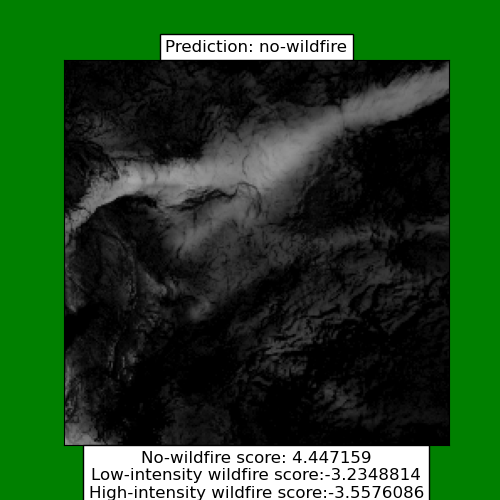 Prediction: no-wildfire
No-wildfire score: 4.447159
Low-intensity wildfire score:-3.2348814
High-intensity wildfire score:-3.5576086